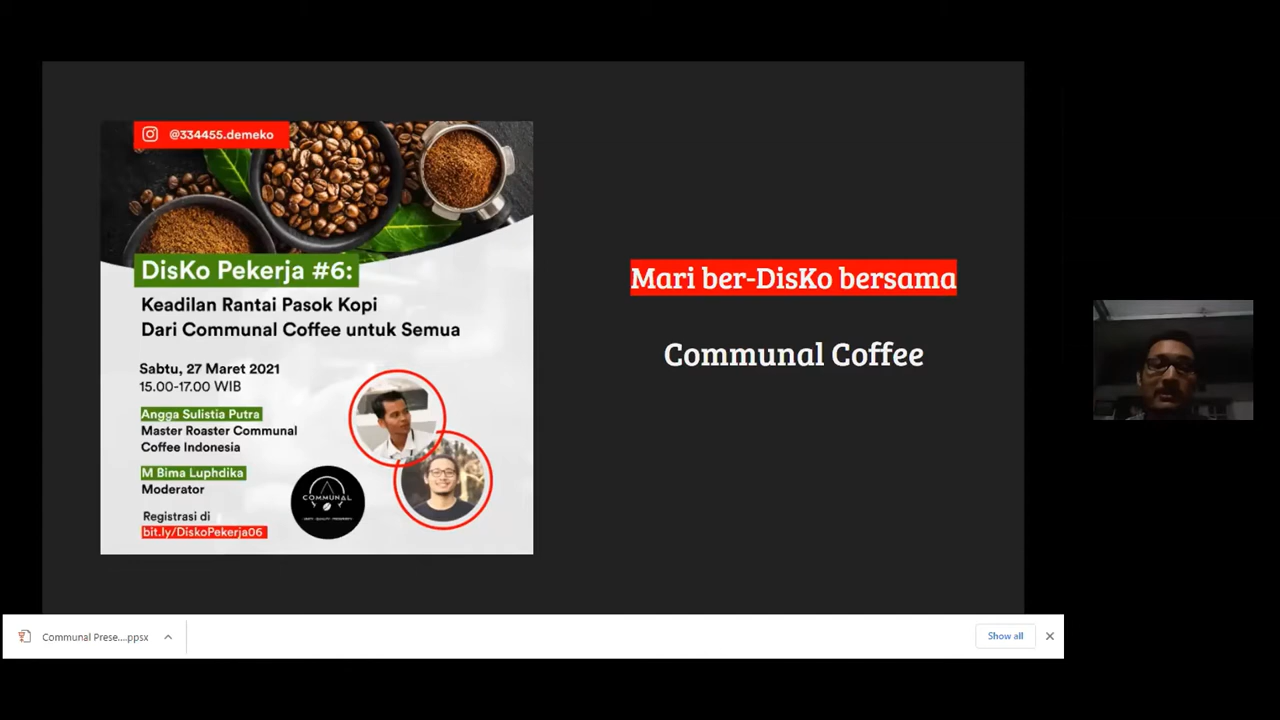 @334455.demeko
DisKo Pekerja #6:
Keadilan Rantai Pasok Kopi
Dari Communal Coffee untuk Semua
Sabtu, 27 Maret 2021
15.00-17.00 WIB
Angga Sulistia Putra
Master Roaster Communal
Coffee Indonesia
M Bima Luphdika
Moderator
Registrasi di
bit.ly/DiskoPekerja06
COMMUNAL
Mari ber-DisKo bersama
Communal Coffee
Communal Prese....ppsx
Show all